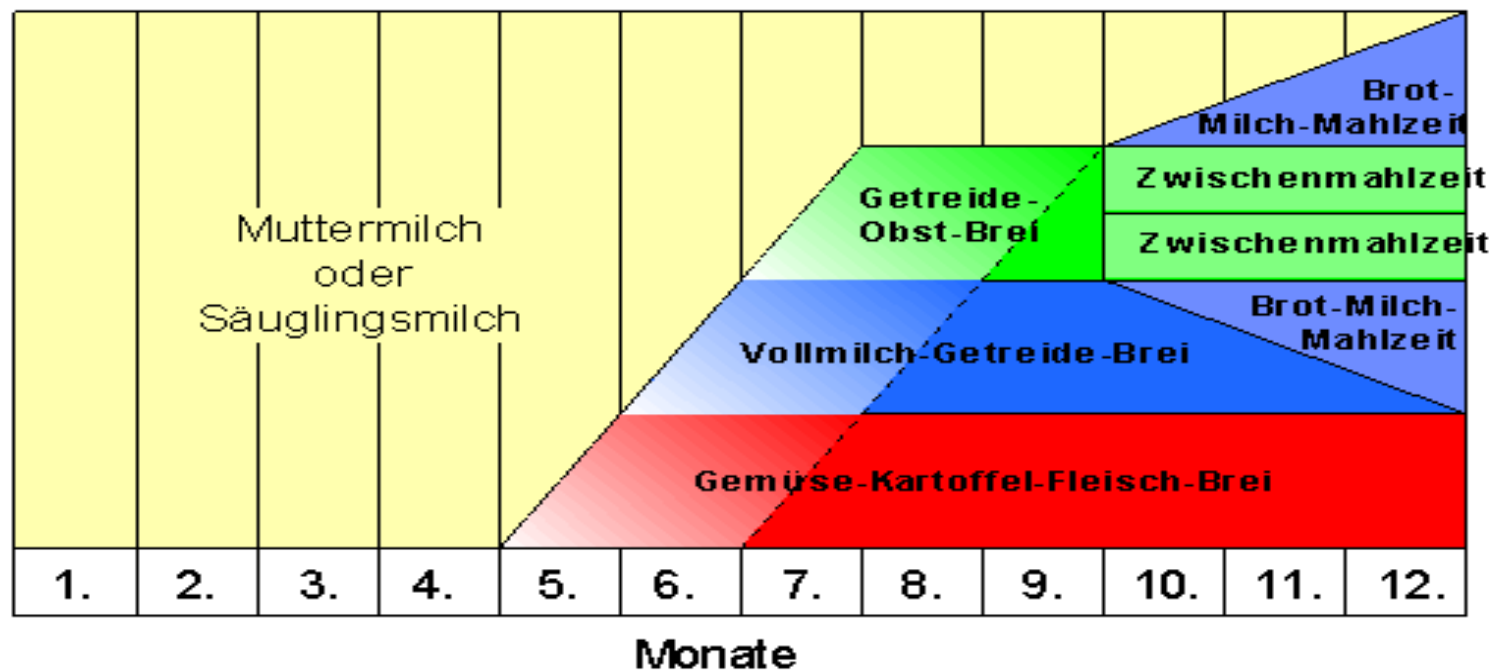 Brot-
Milch-Mahlzeit
Zwischenmahlzeit
Getreide-
Obst-Brei
Zwischenmahlzeit
Muttermilch
oder
Säuglingsmilch
Brot-Milch-
Mahlzeit
Vollmilch-Getreide-Brei
Gemüse-Kartoffel-Fleisch-Brei
1. 2. 3. 4. 5. 6. 7. 8. 9. 10. 11. 12.
Monate